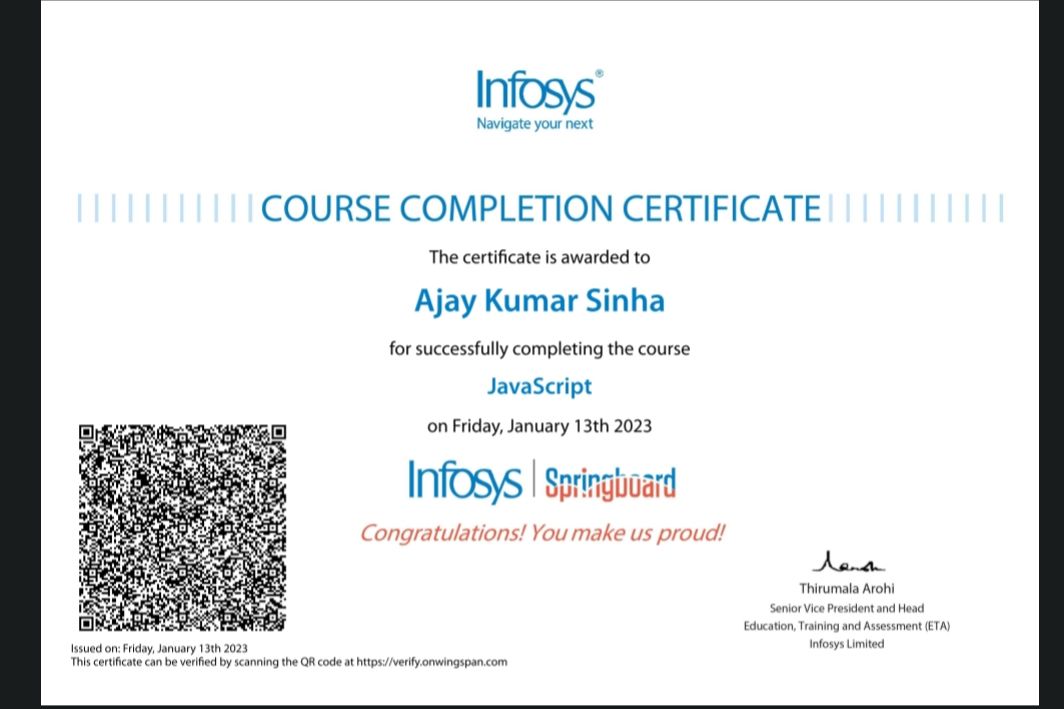 Infosys®
Navigate your next
COURSE COMPLETION CERTIFICATE
The certificate is awarded to
Ajay Kumar Sinha
for successfully completing the course
JavaScript
on Friday, January 13th 2023
Infosys | Springboard
Congratulations! You make us proud!
Thirumala Arohi
Senior Vice President and Head
Education, Training and Assessment (ETA)
Infosys Limited
Issued on: Friday, January 13th 2023
This certificate can be verified by scanning the QR code at https://verify.onwingspan.com